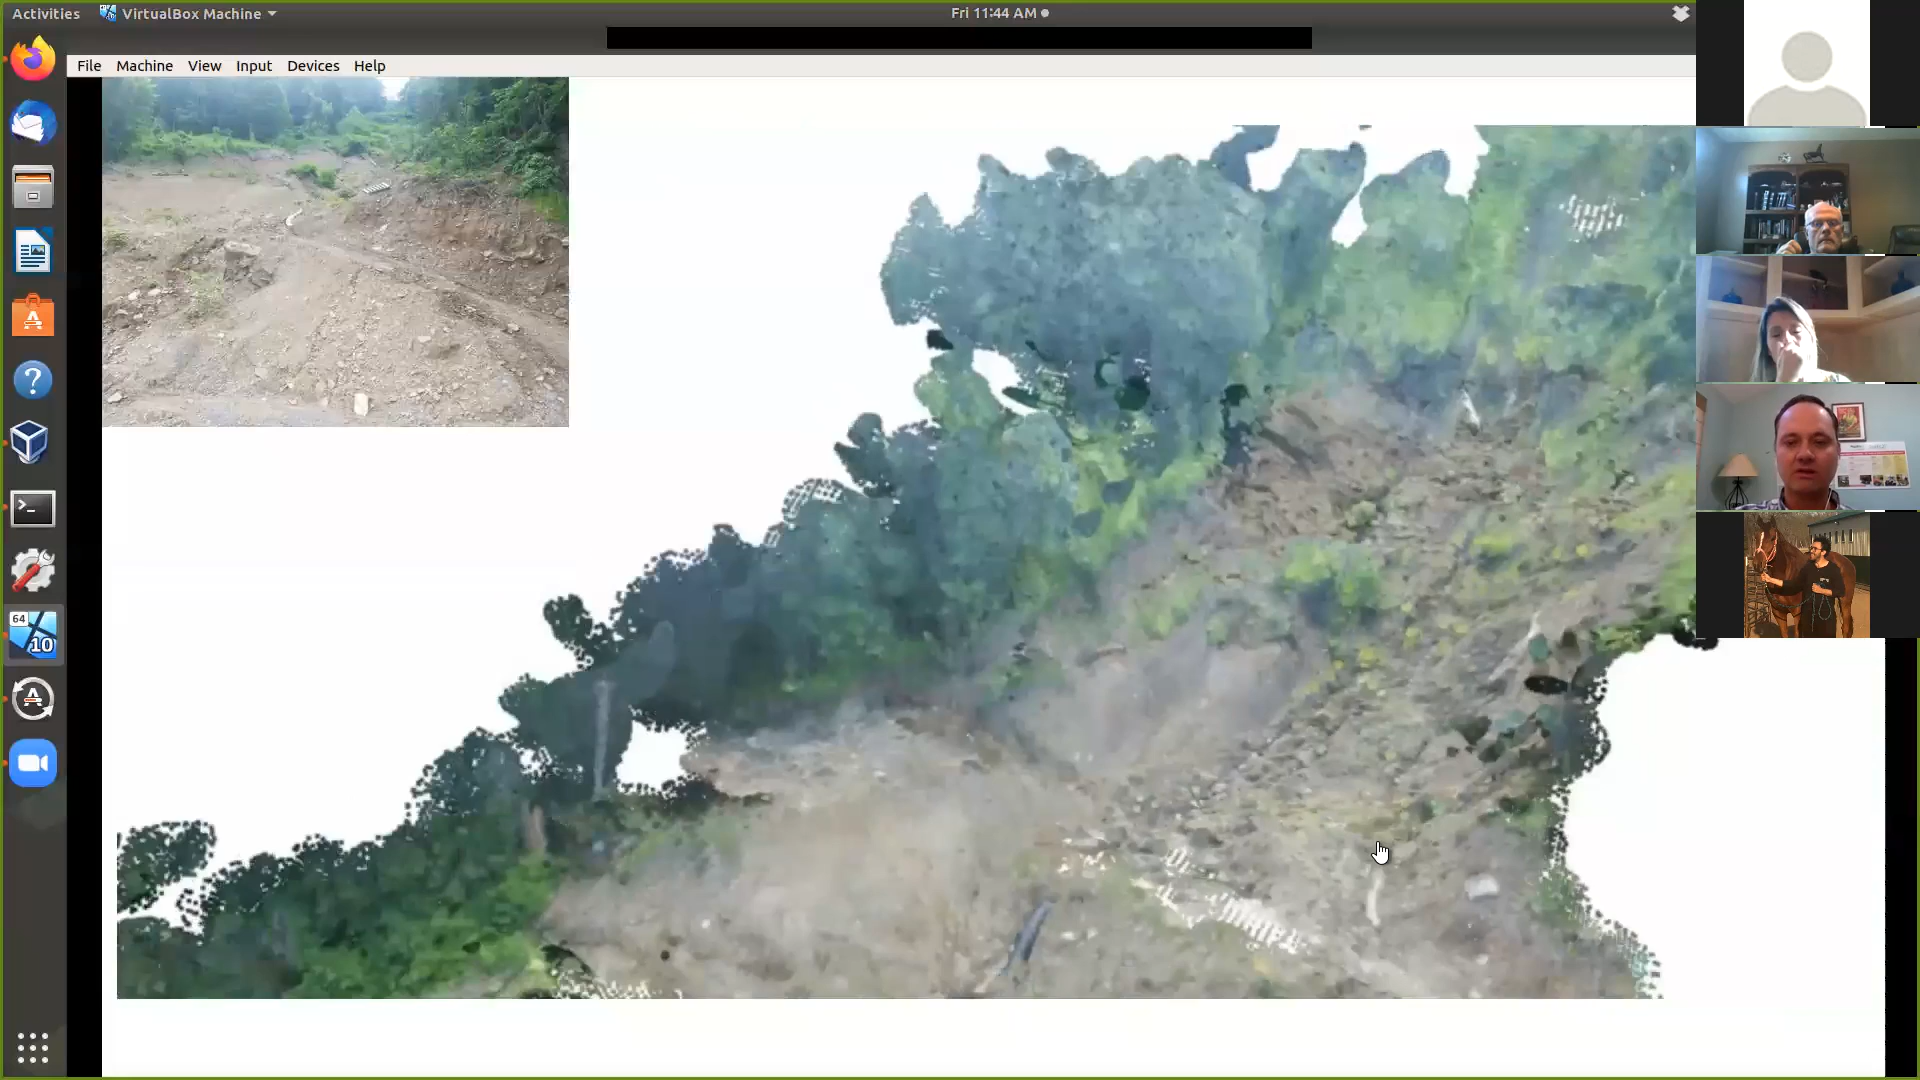 Activities VirtualBox Machine Fri 11:44 AM
File Machine View Input Devices Help
64
10